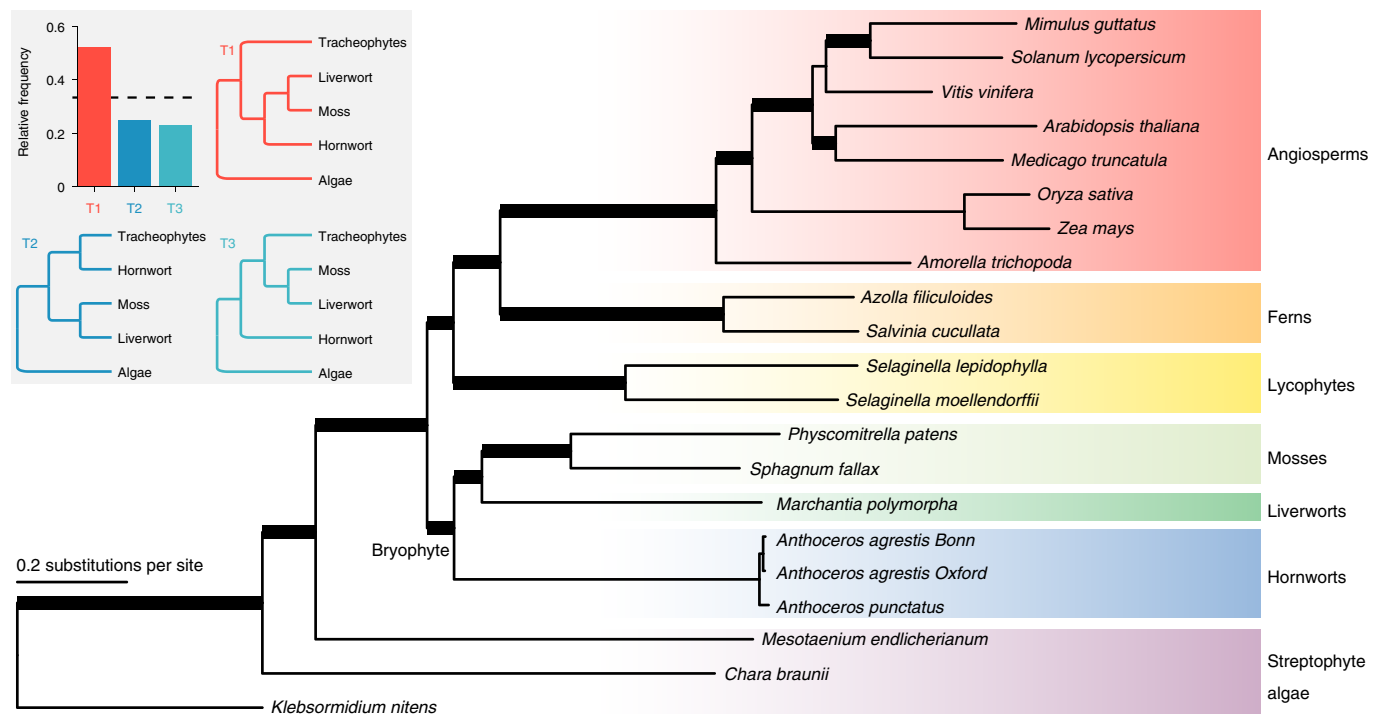 0.6
0.4
0.2
0
Relative frequency
T1
T2
T3
T1
Tracheophytes
Liverwort
Moss
Hornwort
Algae
T2
Tracheophytes
Hornwort
Moss
Liverwort
Algae
T3
Tracheophytes
Moss
Liverwort
Hornwort
Algae
Mimulus guttatus
Solanum lycopersicum
Vitis vinifera
Arabidopsis thaliana
Medicago truncatula
Oryza sativa
Zea mays
Amorella trichopoda
Angiosperms
Azolla filiculoides
Salvinia cucullata
Ferns
Selaginella lepidophylla
Selaginella moellendorffii
Lycophytes
Physcomitrella patens
Sphagnum fallax
Mosses
Marchantia polymorpha
Liverworts
Bryophyte
Anthoceros agrestis Bonn
Anthoceros agrestis Oxford
Anthoceros punctatus
Hornworts
0.2 substitutions per site
Mesotaenium endlicherianum
Chara braunii
Klebsormidium nitens
Streptophyte
algae